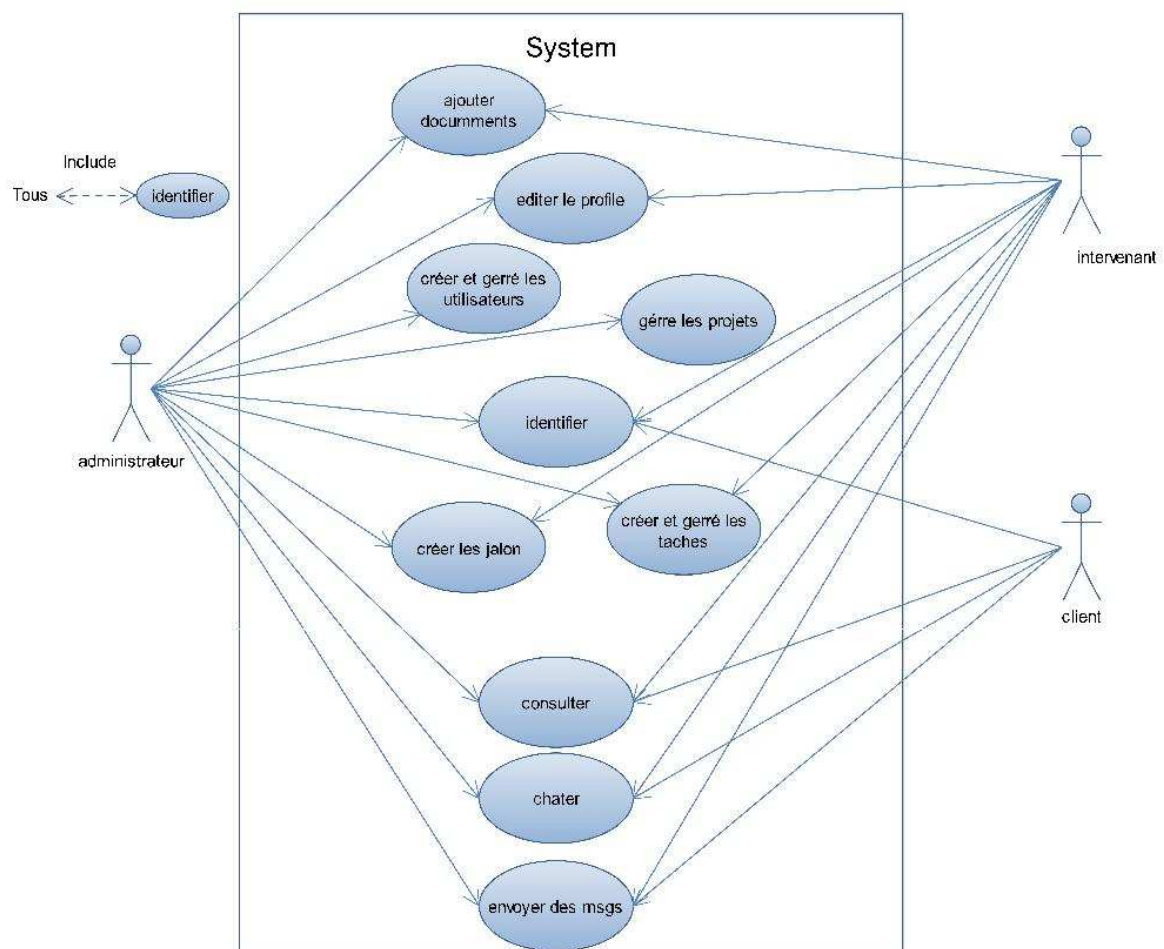 System
ajouter
documments
Include
Tous
identifier
editer le profile
intervenant
créer et gerré les
utilisateurs
gérre les projets
administrateur
identifier
créer les jalon
créer et gerré les
taches
client
consulter
chater
envoyer des msgs